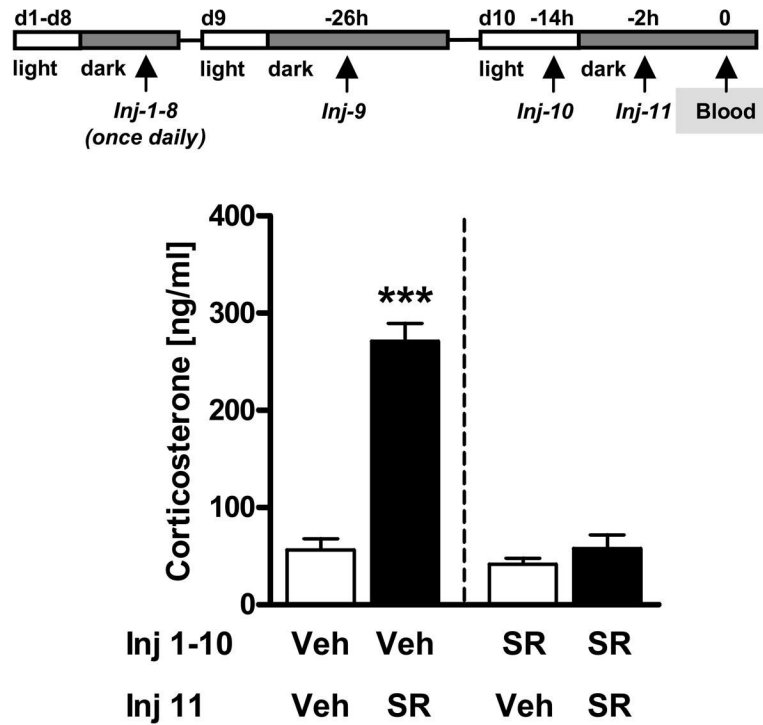 d1-d8 d9 -26h d10 -14h -2h 0
light dark light dark light dark
Inj-1-8 Inj-9 Inj-10 Inj-11 Blood
(once daily)
Corticosterone [ng/ml]
400
300
200
100
0
***
Inj 1-10 Veh Veh SR SR
Inj 11 Veh SR Veh SR